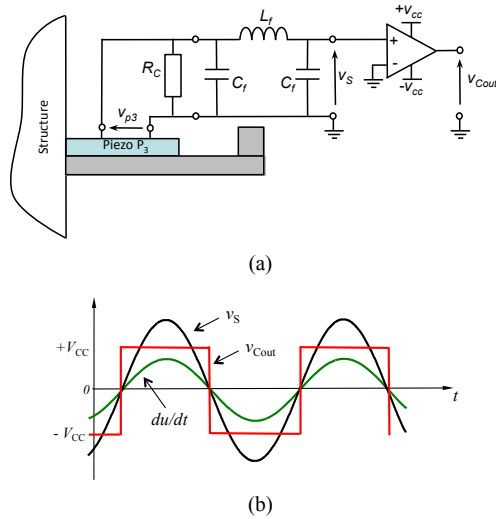 L_f
+v_cc
R_C
C_f
C_f
+
-
v_S
v_Cout
-v_cc
v_p3
Piezo P_3
Structure
(a)
v_S
+V_CC
v_Cout
0
t
du/dt
- V_CC
(b)